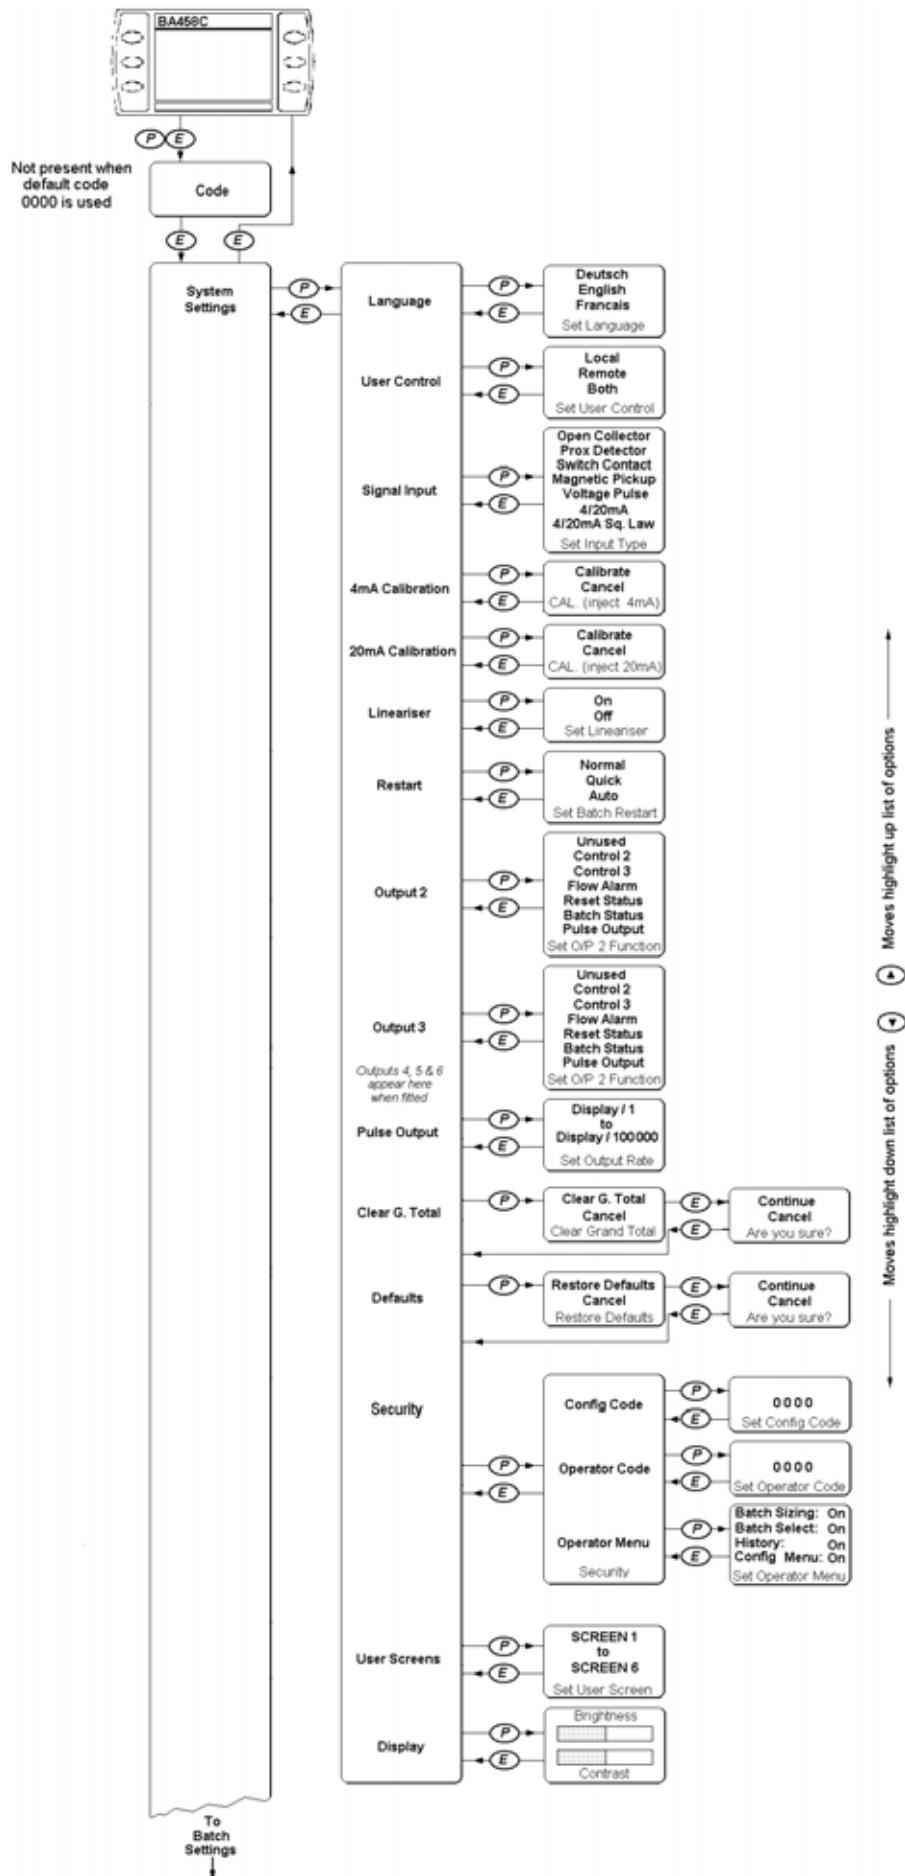 BA458C
P E
Not present when
default code
0000 is used
Code
E E
System
Settings
P
E
Language
P
E
Deutsch
English
Francais
Set Language
User Control
P
E
Local
Remote
Both
Set User Control
Signal Input
P
E
Open Collector
Prox Detector
Switch Contact
Magnetic Pickup
Voltage Pulse
4/20mA
4/20mA Sq. Law
Set Input Type
4mA Calibration
P
E
Calibrate
Cancel
CAL. (inject 4mA)
20mA Calibration
P
E
Calibrate
Cancel
CAL. (inject 20mA)
Lineariser
P
E
On
Off
Set Lineariser
Restart
P
E
Normal
Quick
Auto
Set Batch Restart
Output 2
P
E
Unused
Control 2
Control 3
Flow Alarm
Reset Status
Batch Status
Pulse Output
Set O/P 2 Function
Output 3
P
E
Unused
Control 2
Control 3
Flow Alarm
Reset Status
Batch Status
Pulse Output
Set O/P 2 Function
Outputs 4, 5 & 6
appear here
when fitted
Pulse Output
P
E
Display / 1
to
Display / 100000
Set Output Rate
Clear G. Total
P
Clear G. Total
Cancel
Clear Grand Total
E
E
Continue
Cancel
Are you sure?
Defaults
P
Restore Defaults
Cancel
Restore Defaults
E
E
Continue
Cancel
Are you sure?
Security
P
E
Config Code
P
E
0000
Set Config Code
Operator Code
P
E
0000
Set Operator Code
Operator Menu
Security
P
E
Batch Sizing: On
Batch Select: On
History: On
Config Menu: On
Set Operator Menu
User Screens
P
E
SCREEN 1
to
SCREEN 6
Set User Screen
Display
P
E
Brightness
Contrast
To
Batch
Settings
Moves highlight down list of options
Moves highlight up list of options